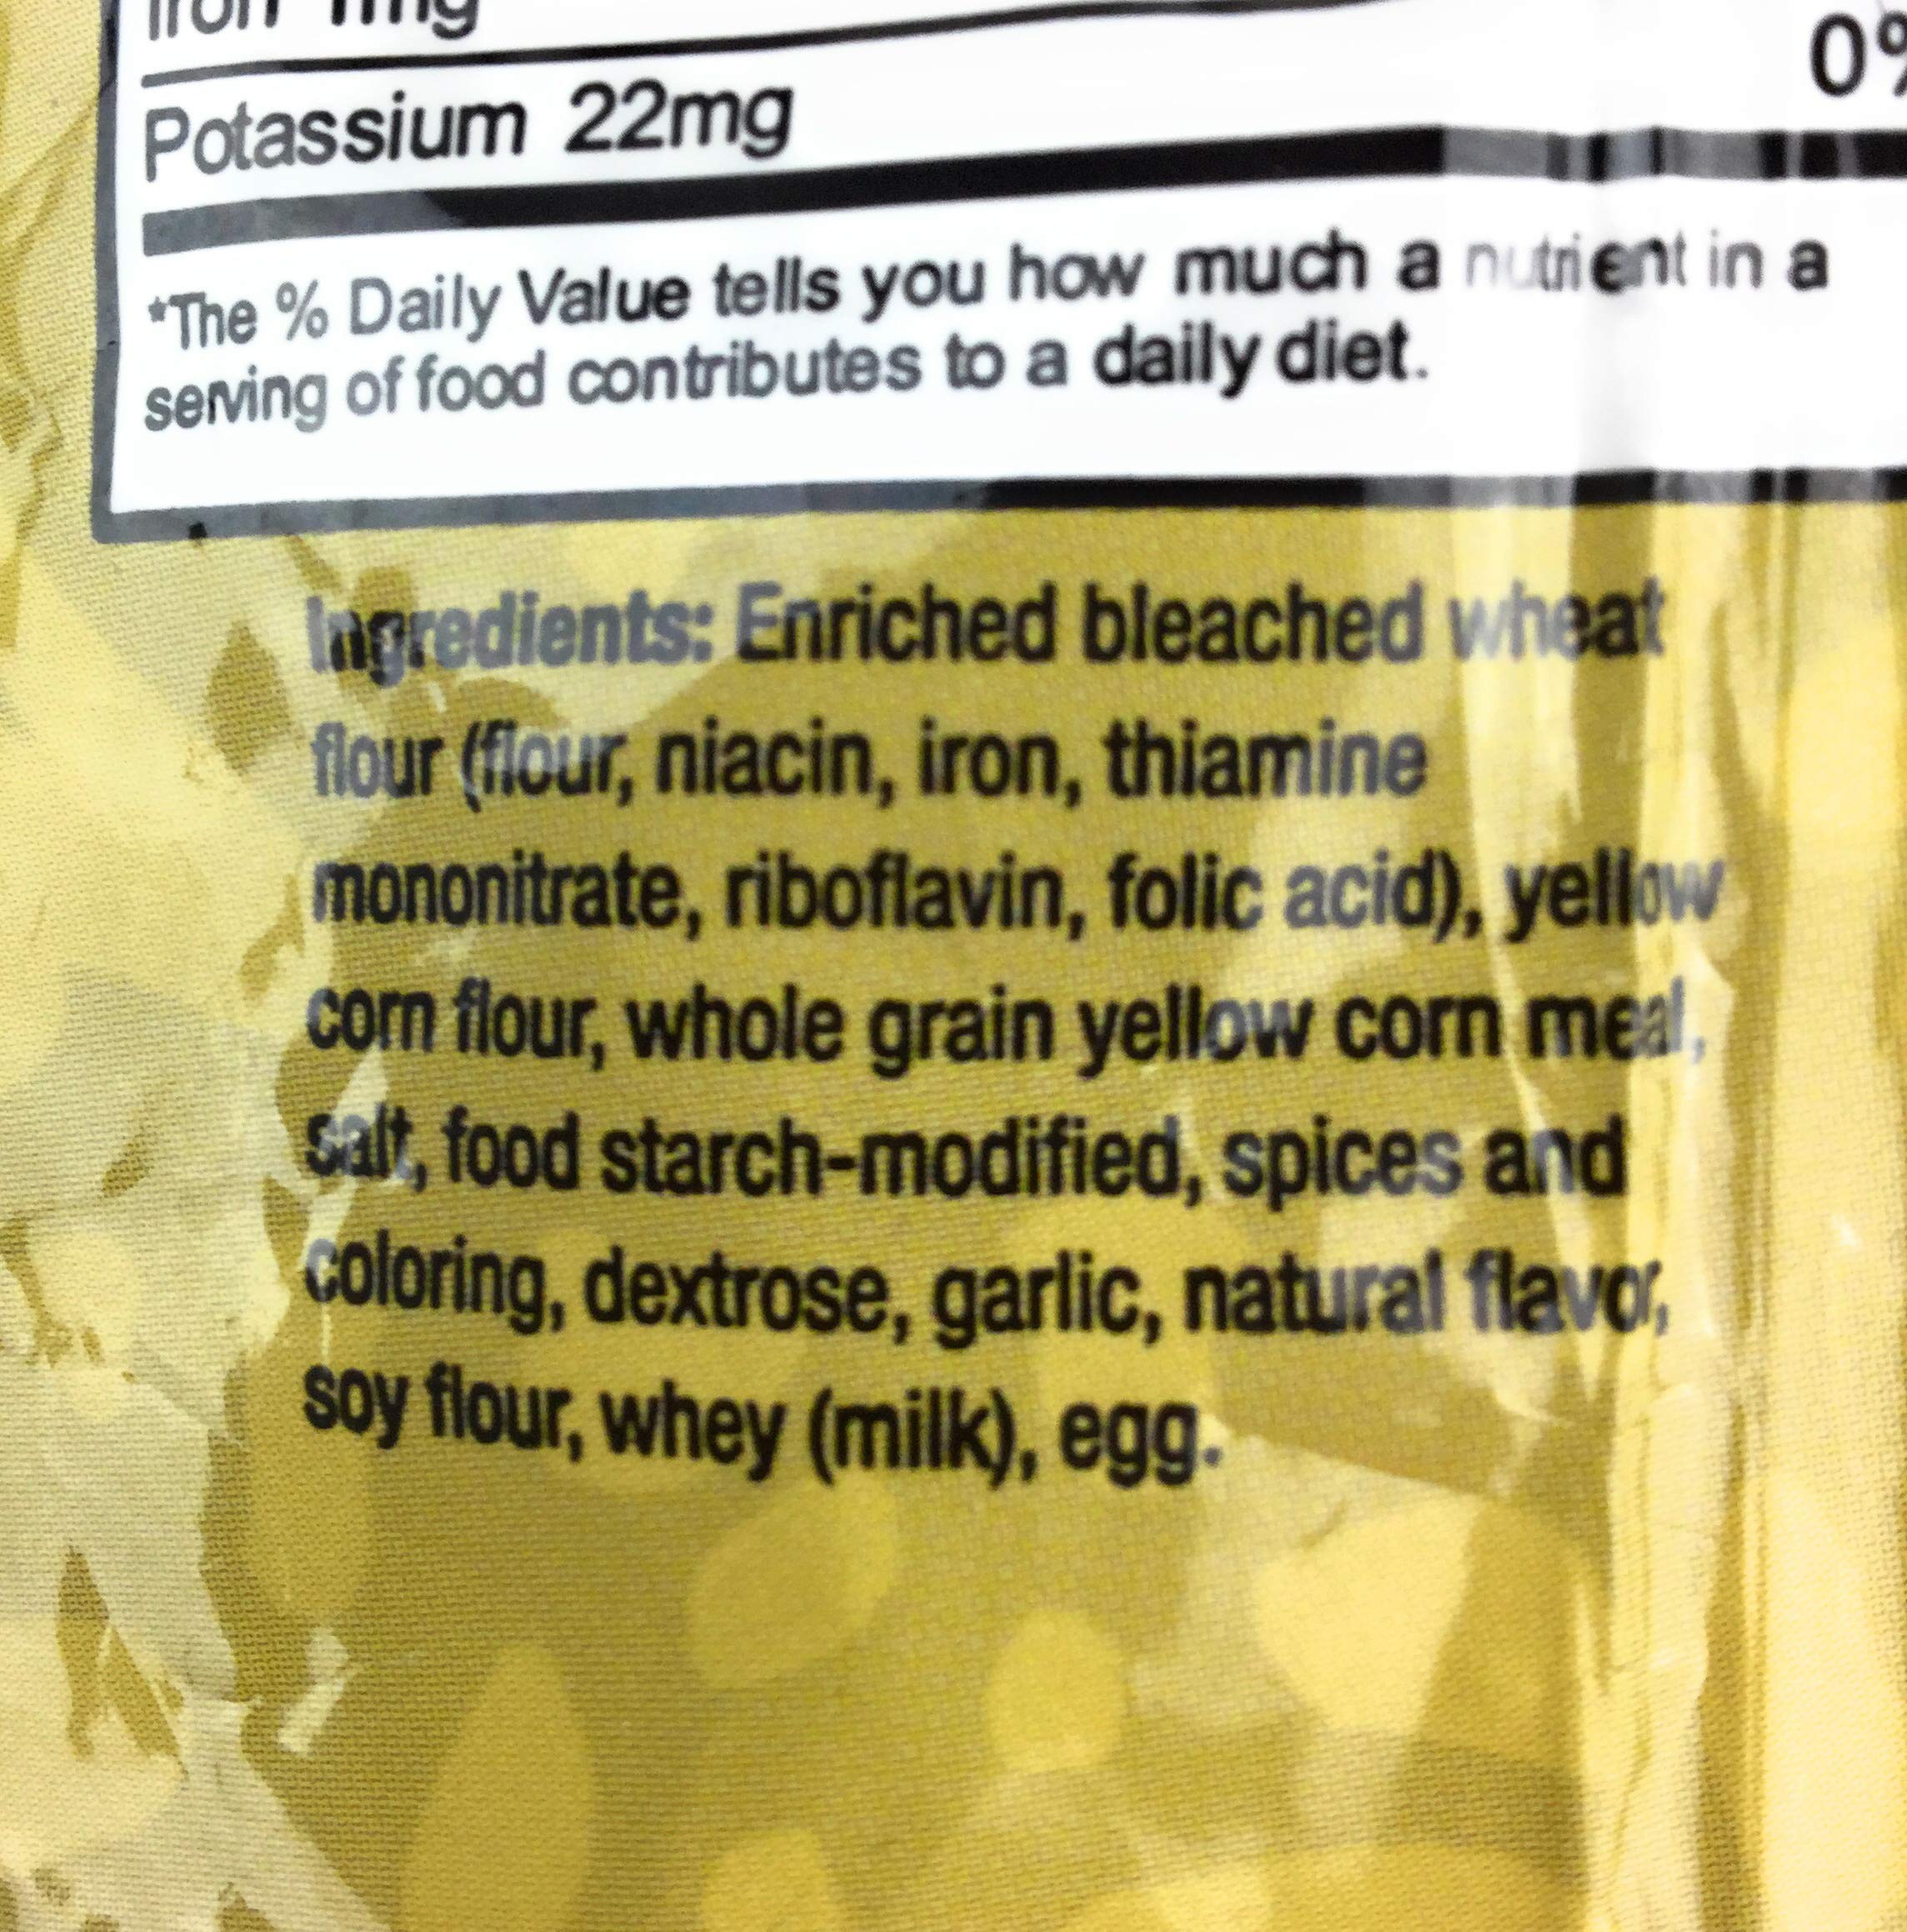 Iron 1mg
Potassium 22mg 0%
*The % Daily Value tells you how much a nutrient in a
serving of food contributes to a daily diet.
Ingredients: Enriched bleached wheat
flour (flour, niacin, iron, thiamine
mononitrate, riboflavin, folic acid), yellow
corn flour, whole grain yellow corn meal,
salt, food starch-modified, spices and
coloring, dextrose, garlic, natural flavor,
soy flour, whey (milk), egg.